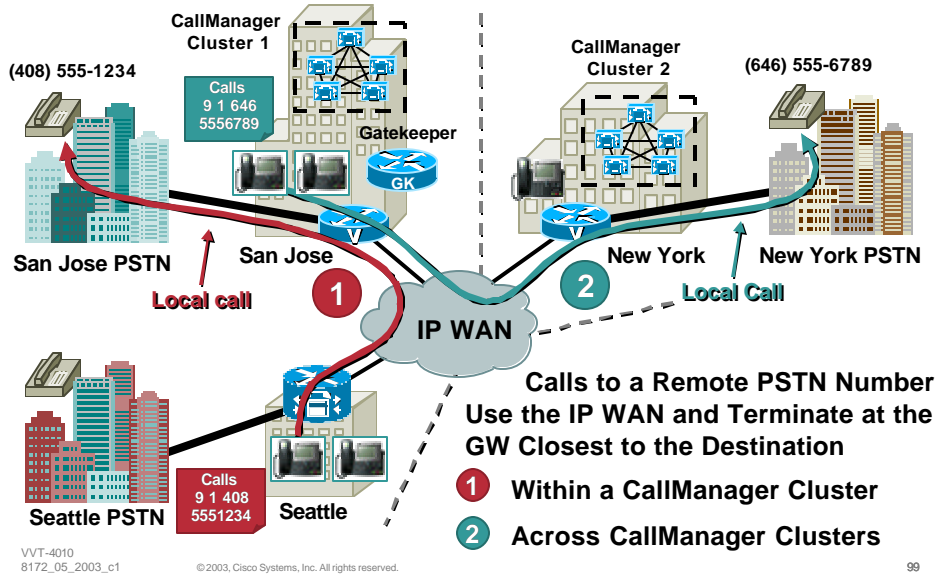 CallManager
Cluster 1
CallManager
Cluster 2
(408) 555-1234
(646) 555-6789
Calls
9 1 646
5556789
Gatekeeper
GK
V
V
San Jose PSTN
San Jose
New York
New York PSTN
Local call
1
2
Local Call
IP WAN
Calls to a Remote PSTN Number
Use the IP WAN and Terminate at the
GW Closest to the Destination
1 Within a CallManager Cluster
2 Across CallManager Clusters
Calls
9 1 408
5551234
Seattle PSTN
Seattle
VVT-4010
8172_05_2003_c1
© 2003, Cisco Systems, Inc. All rights reserved.
99